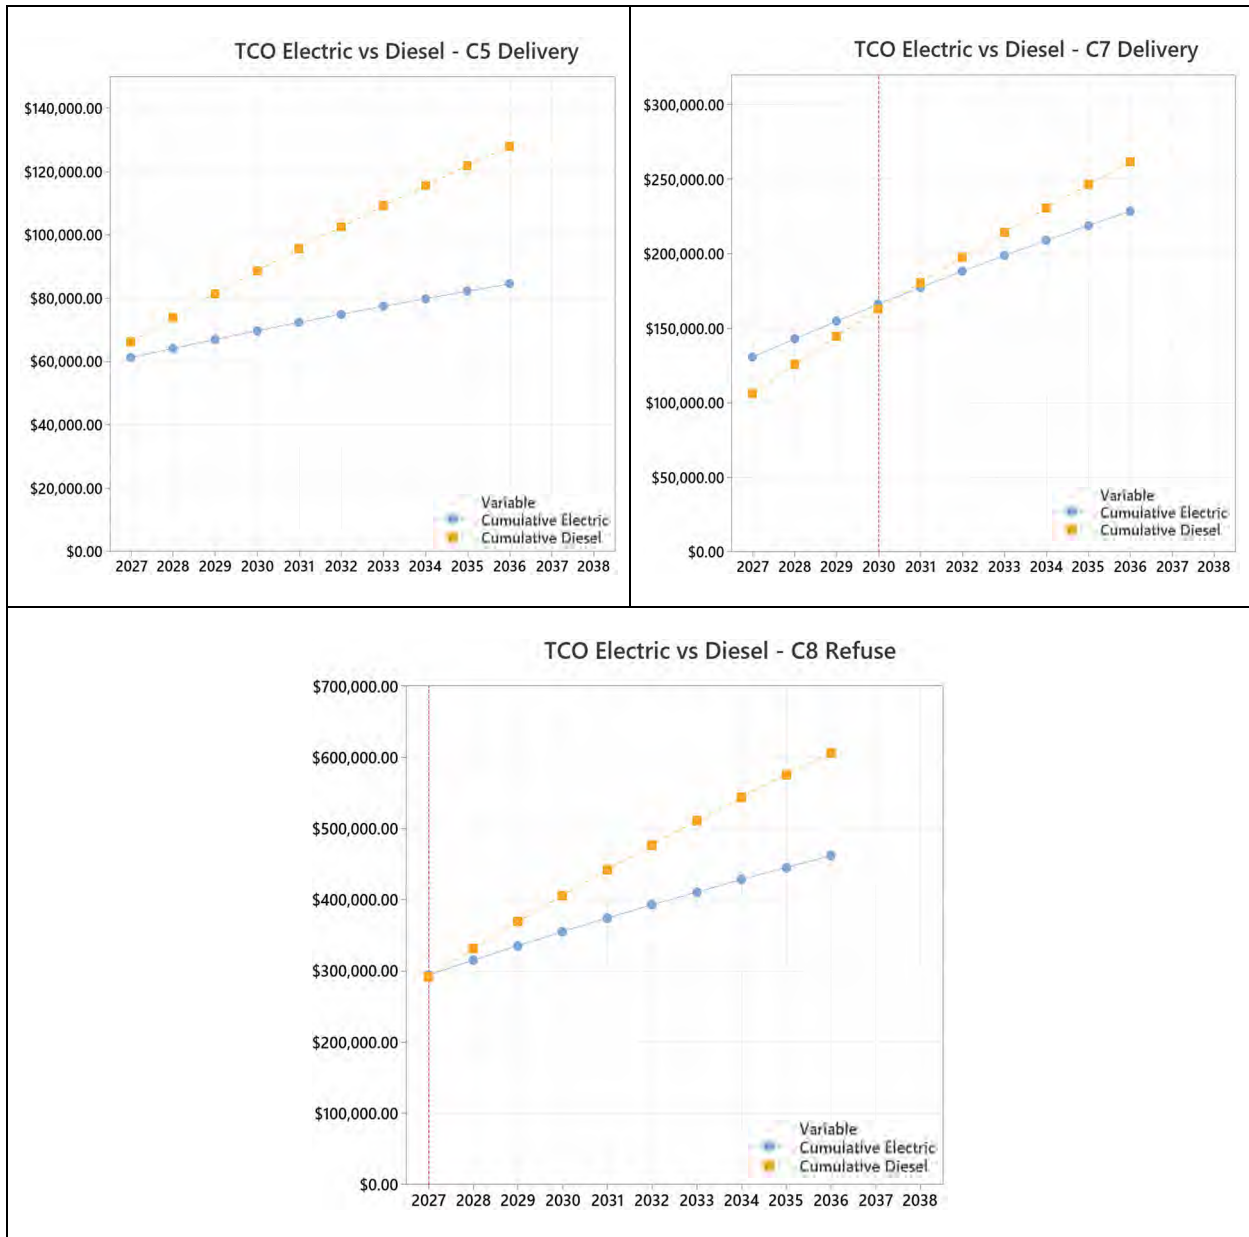 TCO Electric vs Diesel - C5 Delivery
$140,000.00
$120,000.00
$100,000.00
$80,000.00
$60,000.00
$40,000.00
$20,000.00
$0.00
Variable
Cumulative Electric
Cumulative Diesel
2027 2028 2029 2030 2031 2032 2033 2034 2035 2036 2037 2038
TCO Electric vs Diesel - C7 Delivery
$300,000.00
$250,000.00
$200,000.00
$150,000.00
$100,000.00
$50,000.00
$0.00
Variable
Cumulative Electric
Cumulative Diesel
2027 2028 2029 2030 2031 2032 2033 2034 2035 2036 2037 2038
TCO Electric vs Diesel - C8 Refuse
$700,000.00
$600,000.00
$500,000.00
$400,000.00
$300,000.00
$200,000.00
$100,000.00
$0.00
Variable
Cumulative Electric
Cumulative Diesel
2027 2028 2029 2030 2031 2032 2033 2034 2035 2036 2037 2038